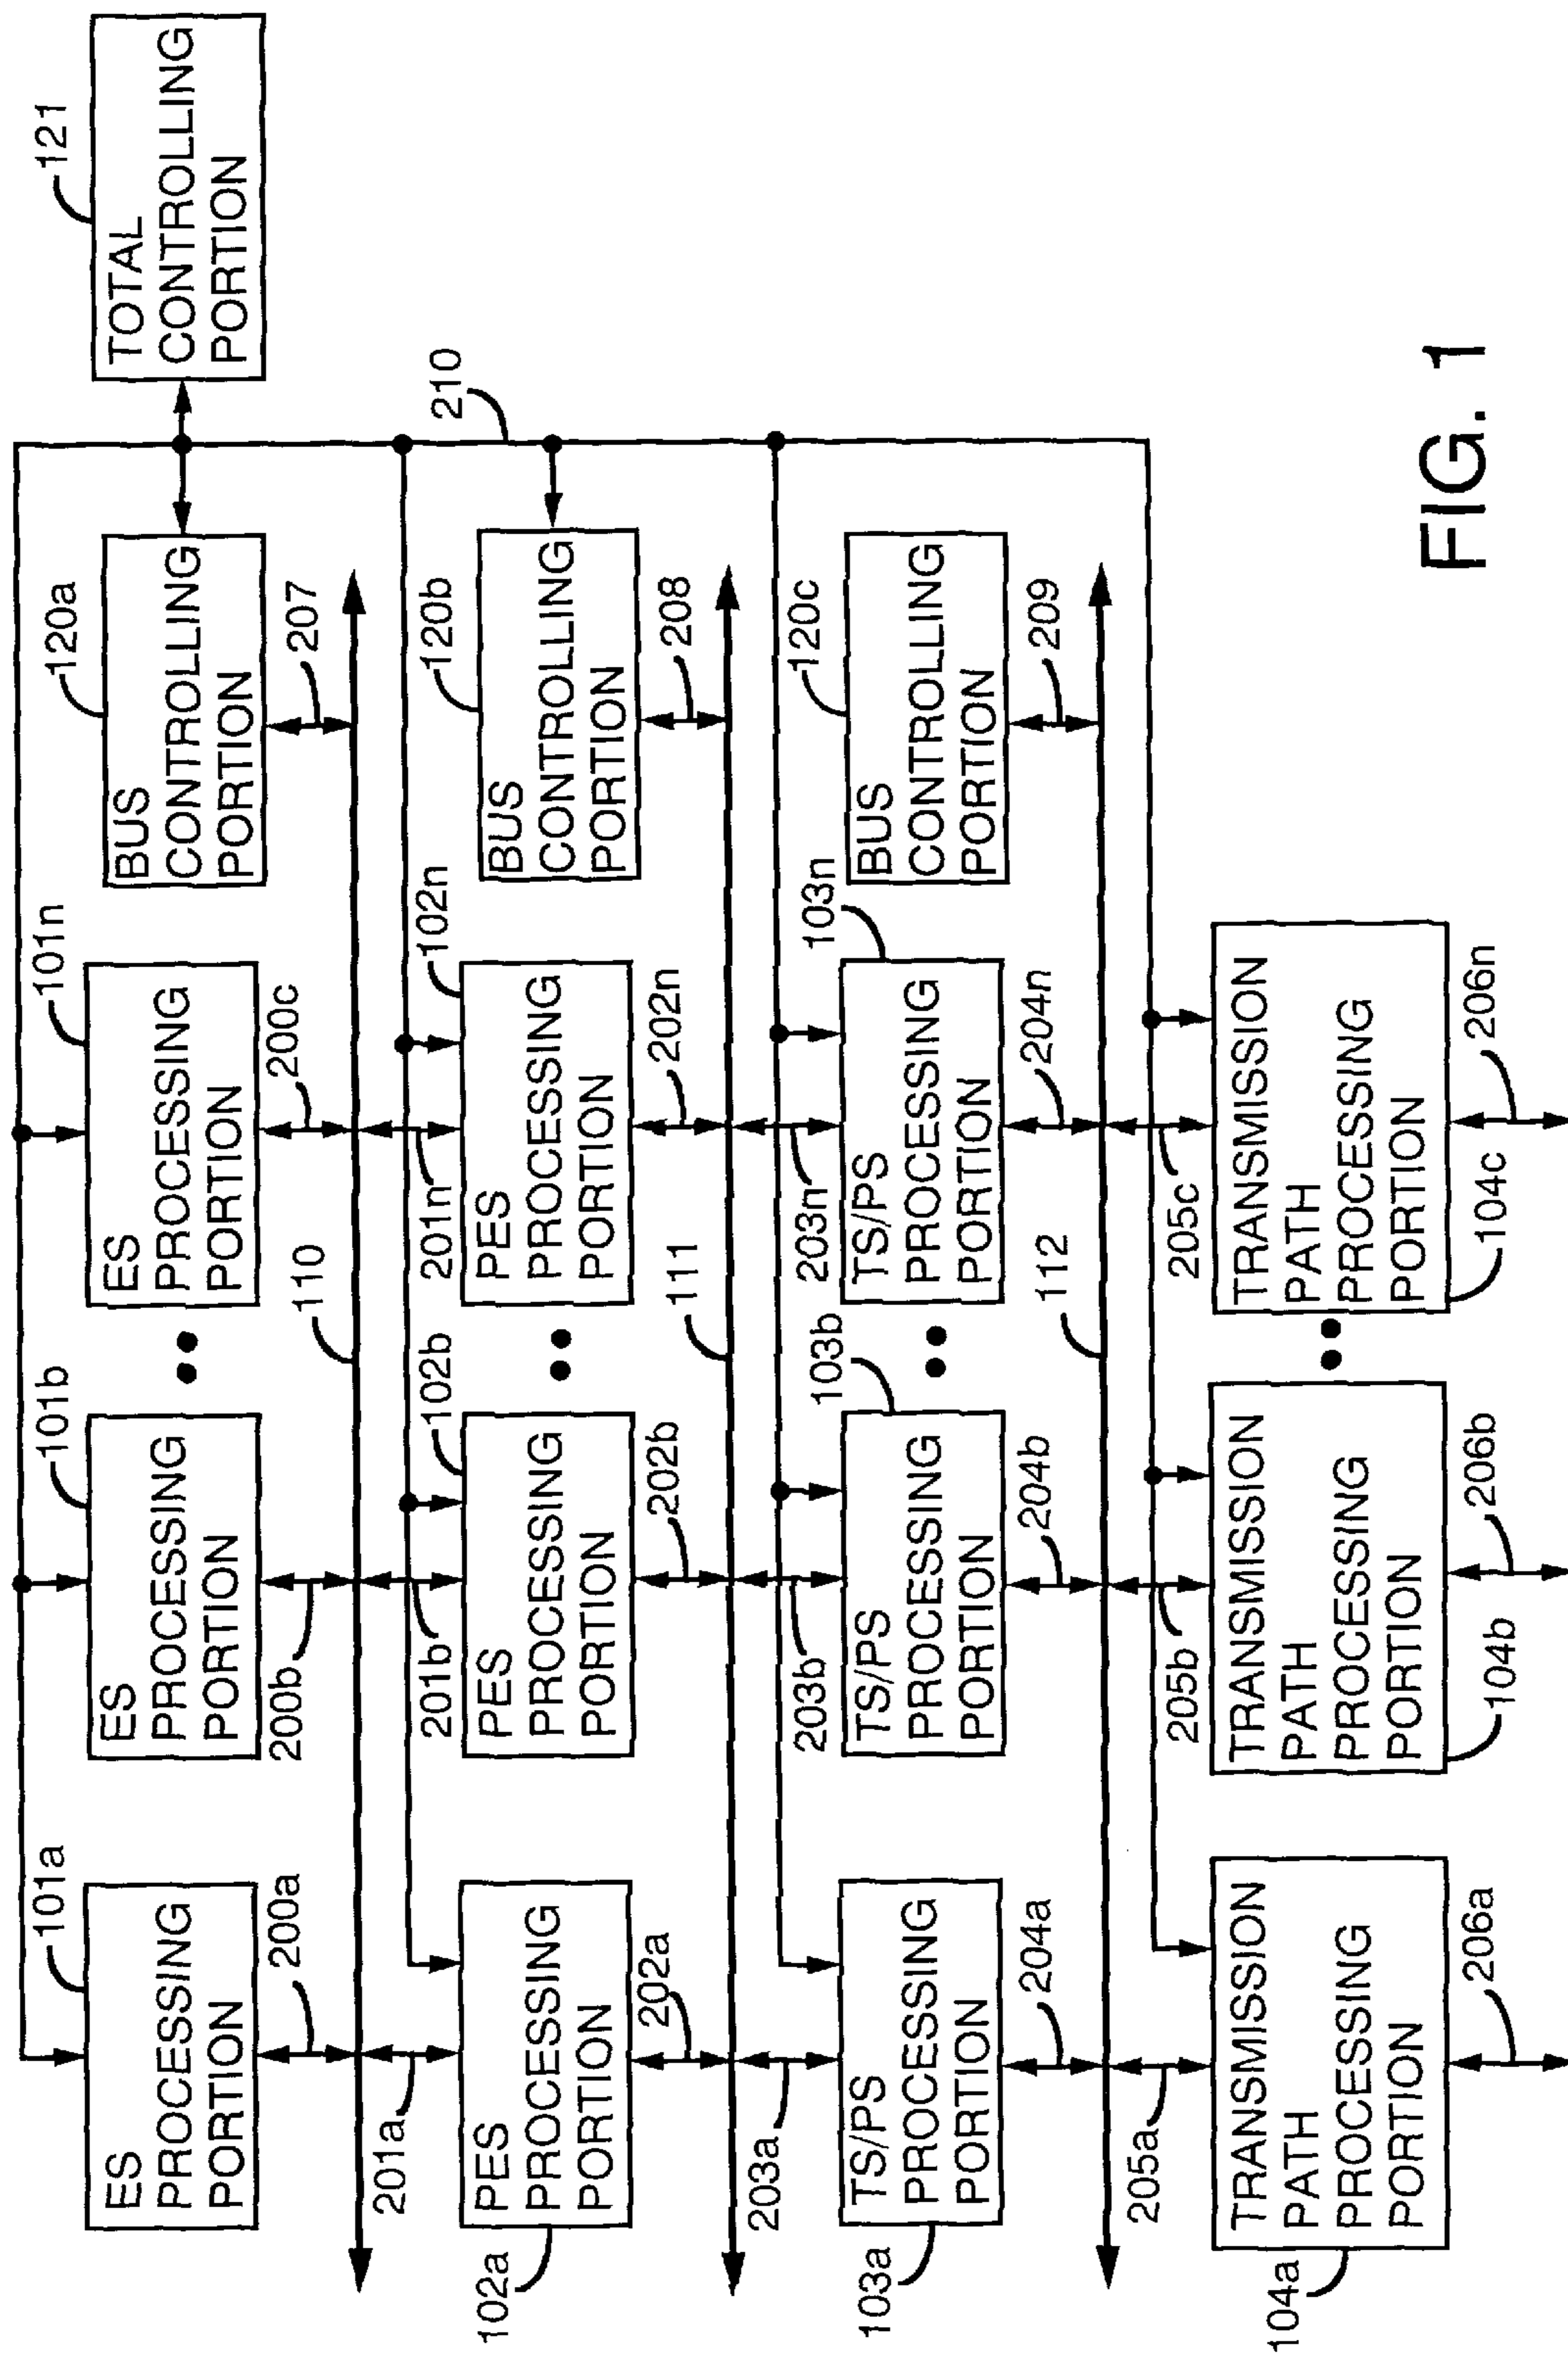 121
TOTAL
CONTROLLING
PORTION
101a
ES
PROCESSING
PORTION
101b
ES
PROCESSING
PORTION
101n
ES
PROCESSING
PORTION
120a
BUS
CONTROLLING
PORTION
200a
200b
200c
207
110
210
201a
201b
201n
102a
PES
PROCESSING
PORTION
102b
PES
PROCESSING
PORTION
102n
PES
PROCESSING
PORTION
120b
BUS
CONTROLLING
PORTION
202a
202b
202n
208
111
203a
203b
203n
103a
TS/PS
PROCESSING
PORTION
103b
TS/PS
PROCESSING
PORTION
103n
TS/PS
PROCESSING
PORTION
120c
BUS
CONTROLLING
PORTION
204a
204b
204n
209
112
205a
205b
205c
104a
TRANSMISSION
PATH
PROCESSING
PORTION
104b
TRANSMISSION
PATH
PROCESSING
PORTION
104c
TRANSMISSION
PATH
PROCESSING
PORTION
206a
206b
206n
FIG. 1